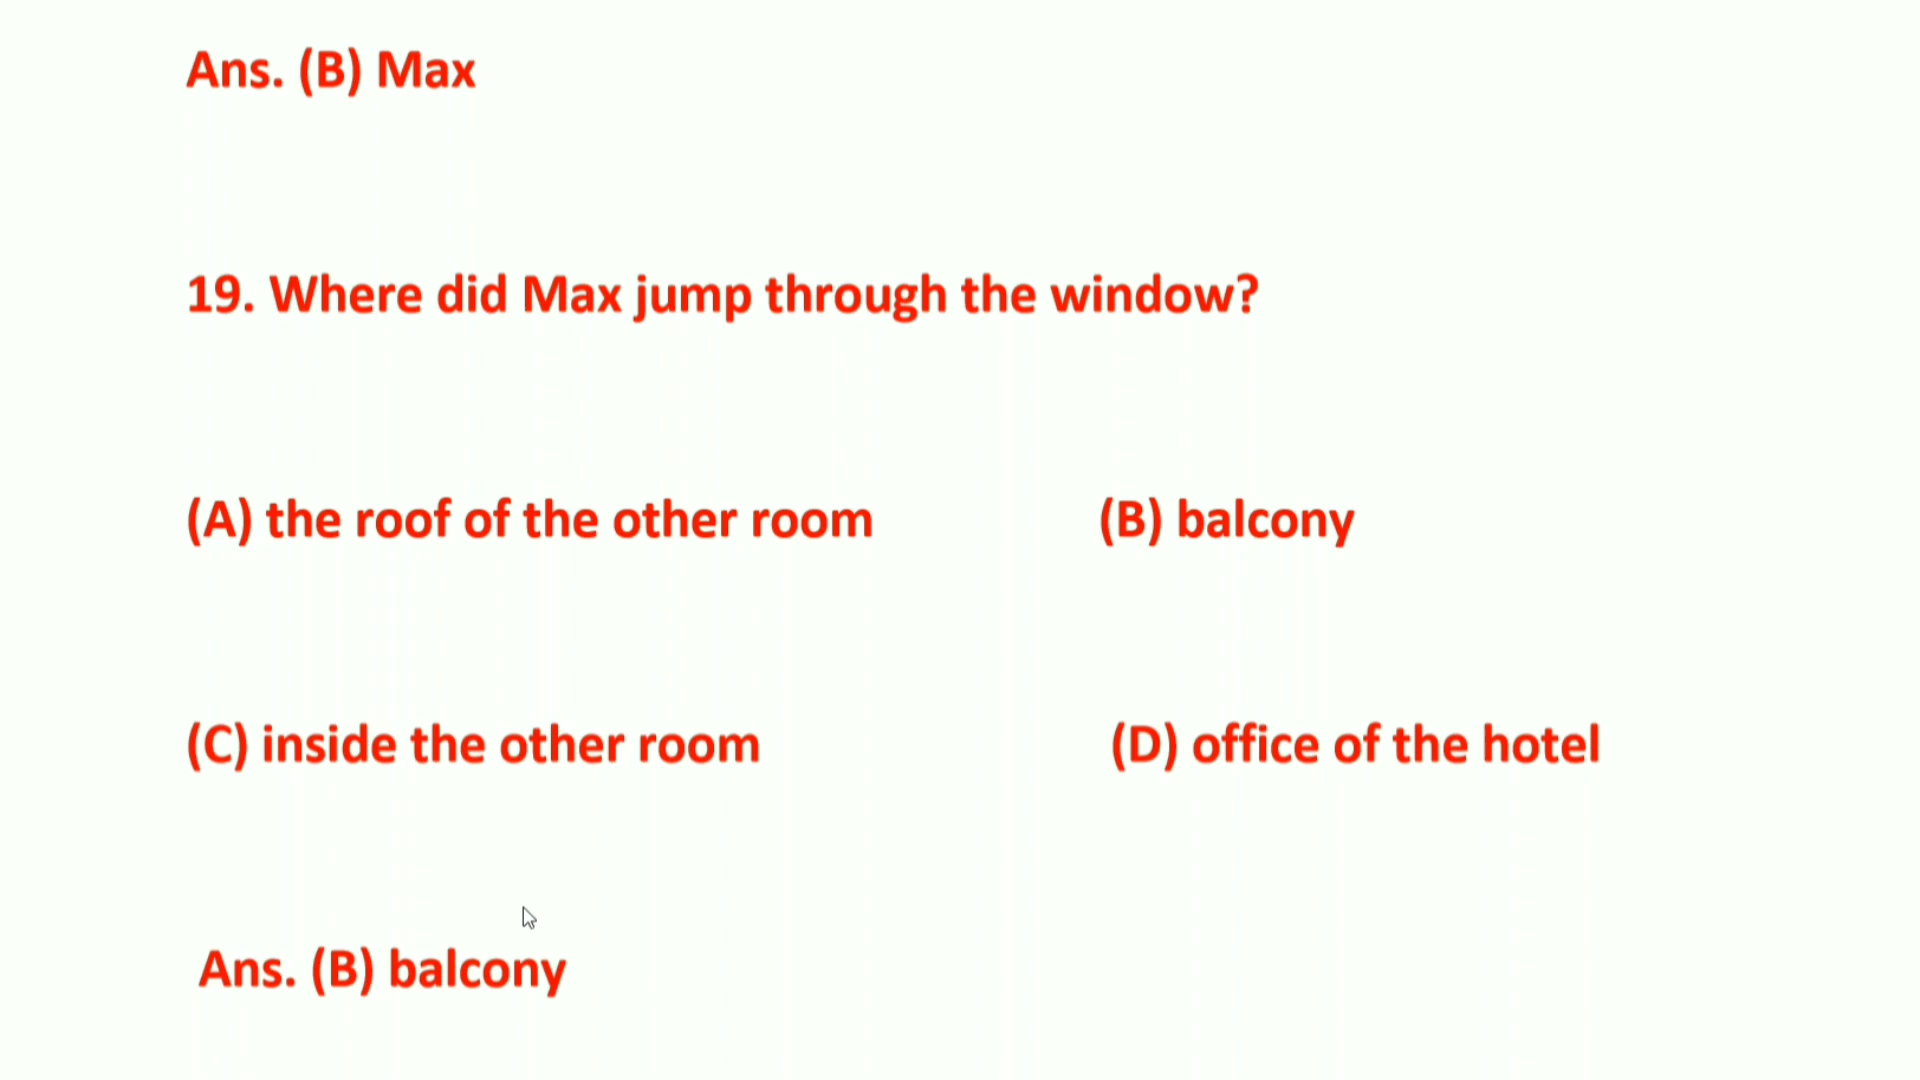 Ans. (B) Max
19. Where did Max jump through the window?
(A) the roof of the other room (B) balcony
(C) inside the other room (D) office of the hotel
Ans. (B) balcony